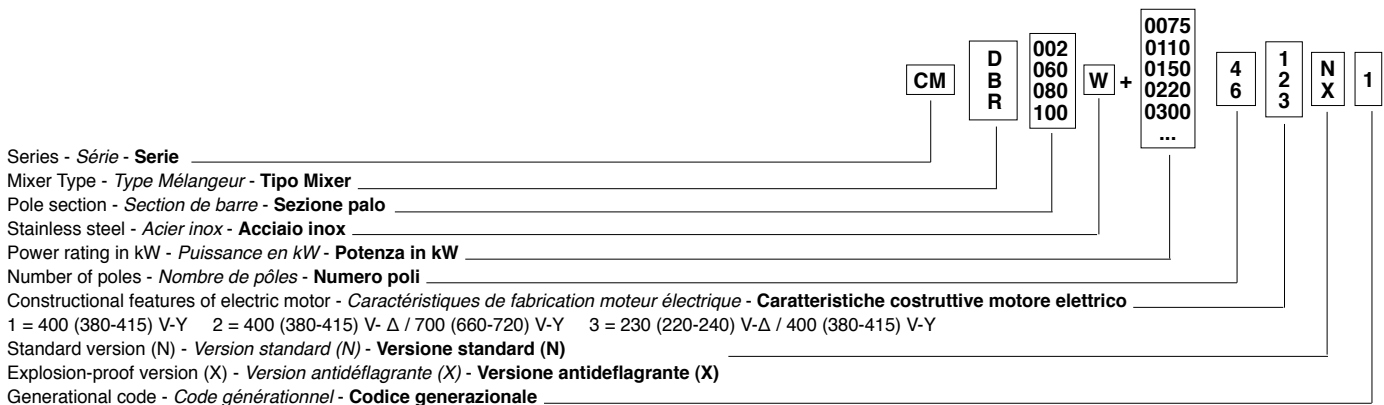 0075
002 0110
D 060 0150 4 1 N
CM B 080 W + 0220 6 2 X 1
R 100 0300 3
...
Series - Série - Serie
Mixer Type - Type Mélangeur - Tipo Mixer
Pole section - Section de barre - Sezione palo
Stainless steel - Acier inox - Acciaio inox
Power rating in kW - Puissance en kW - Potenza in kW
Number of poles - Nombre de pôles - Numero poli
Constructional features of electric motor - Caractéristiques de fabrication moteur électrique - Caratteristiche costruttive motore elettrico
1 = 400 (380-415) V-Y 2 = 400 (380-415) V- Δ / 700 (660-720) V-Y 3 = 230 (220-240) V-Δ / 400 (380-415) V-Y
Standard version (N) - Version standard (N) - Versione standard (N)
Explosion-proof version (X) - Version antidéflagrante (X) - Versione antideflagrante (X)
Generational code - Code générationnel - Codice generazionale